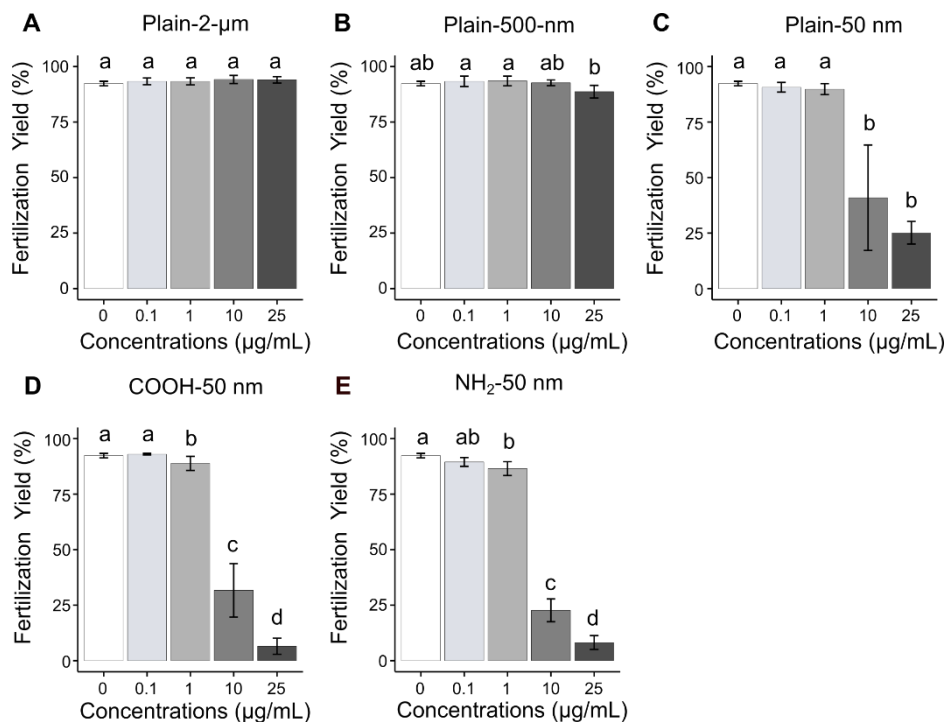 A Plain-2-μm
Fertilization Yield (%)
100
75
50
25
0
a a a a a
0 0.1 1 10 25
Concentrations (μg/mL)
B Plain-500-nm
Fertilization Yield (%)
100
75
50
25
0
ab a a ab b
0 0.1 1 10 25
Concentrations (μg/mL)
C Plain-50 nm
Fertilization Yield (%)
100
75
50
25
0
a a a b b
0 0.1 1 10 25
Concentrations (μg/mL)
D COOH-50 nm
Fertilization Yield (%)
100
75
50
25
0
a a b c d
0 0.1 1 10 25
Concentrations (μg/mL)
E NH₂-50 nm
Fertilization Yield (%)
100
75
50
25
0
a ab b c d
0 0.1 1 10 25
Concentrations (μg/mL)